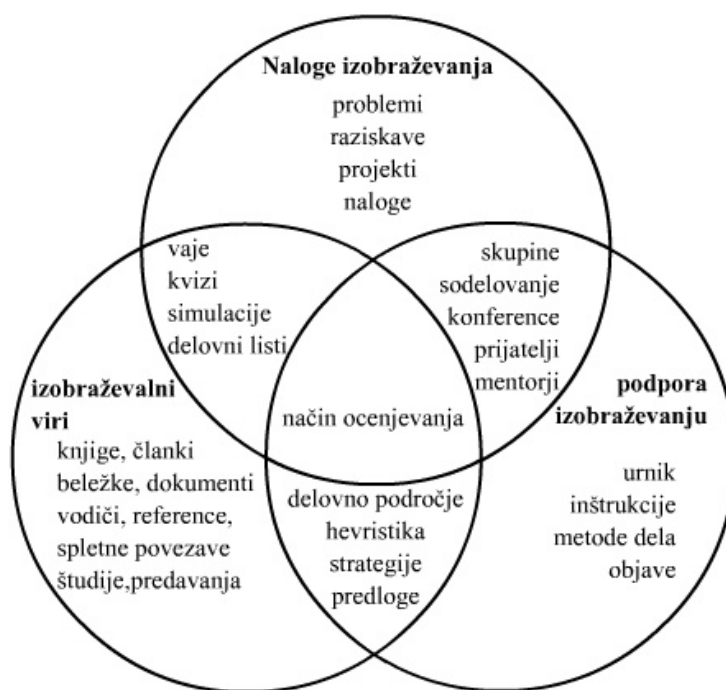 Naloge izobraževanja
problemi
raziskave
projekti
naloge
vaje
kvizi
simulacije
delovni listi
skupine
sodelovanje
konference
prijatelji
mentorji
izobraževalni
viri
knjige, članki
beležke, dokumenti
vodiči, reference,
spletne povezave
študije,predavanja
način ocenjevanja
podpora
izobraževanju
urnik
inštrukcije
metode dela
objave
delovno področje
hevristika
strategije
predloge